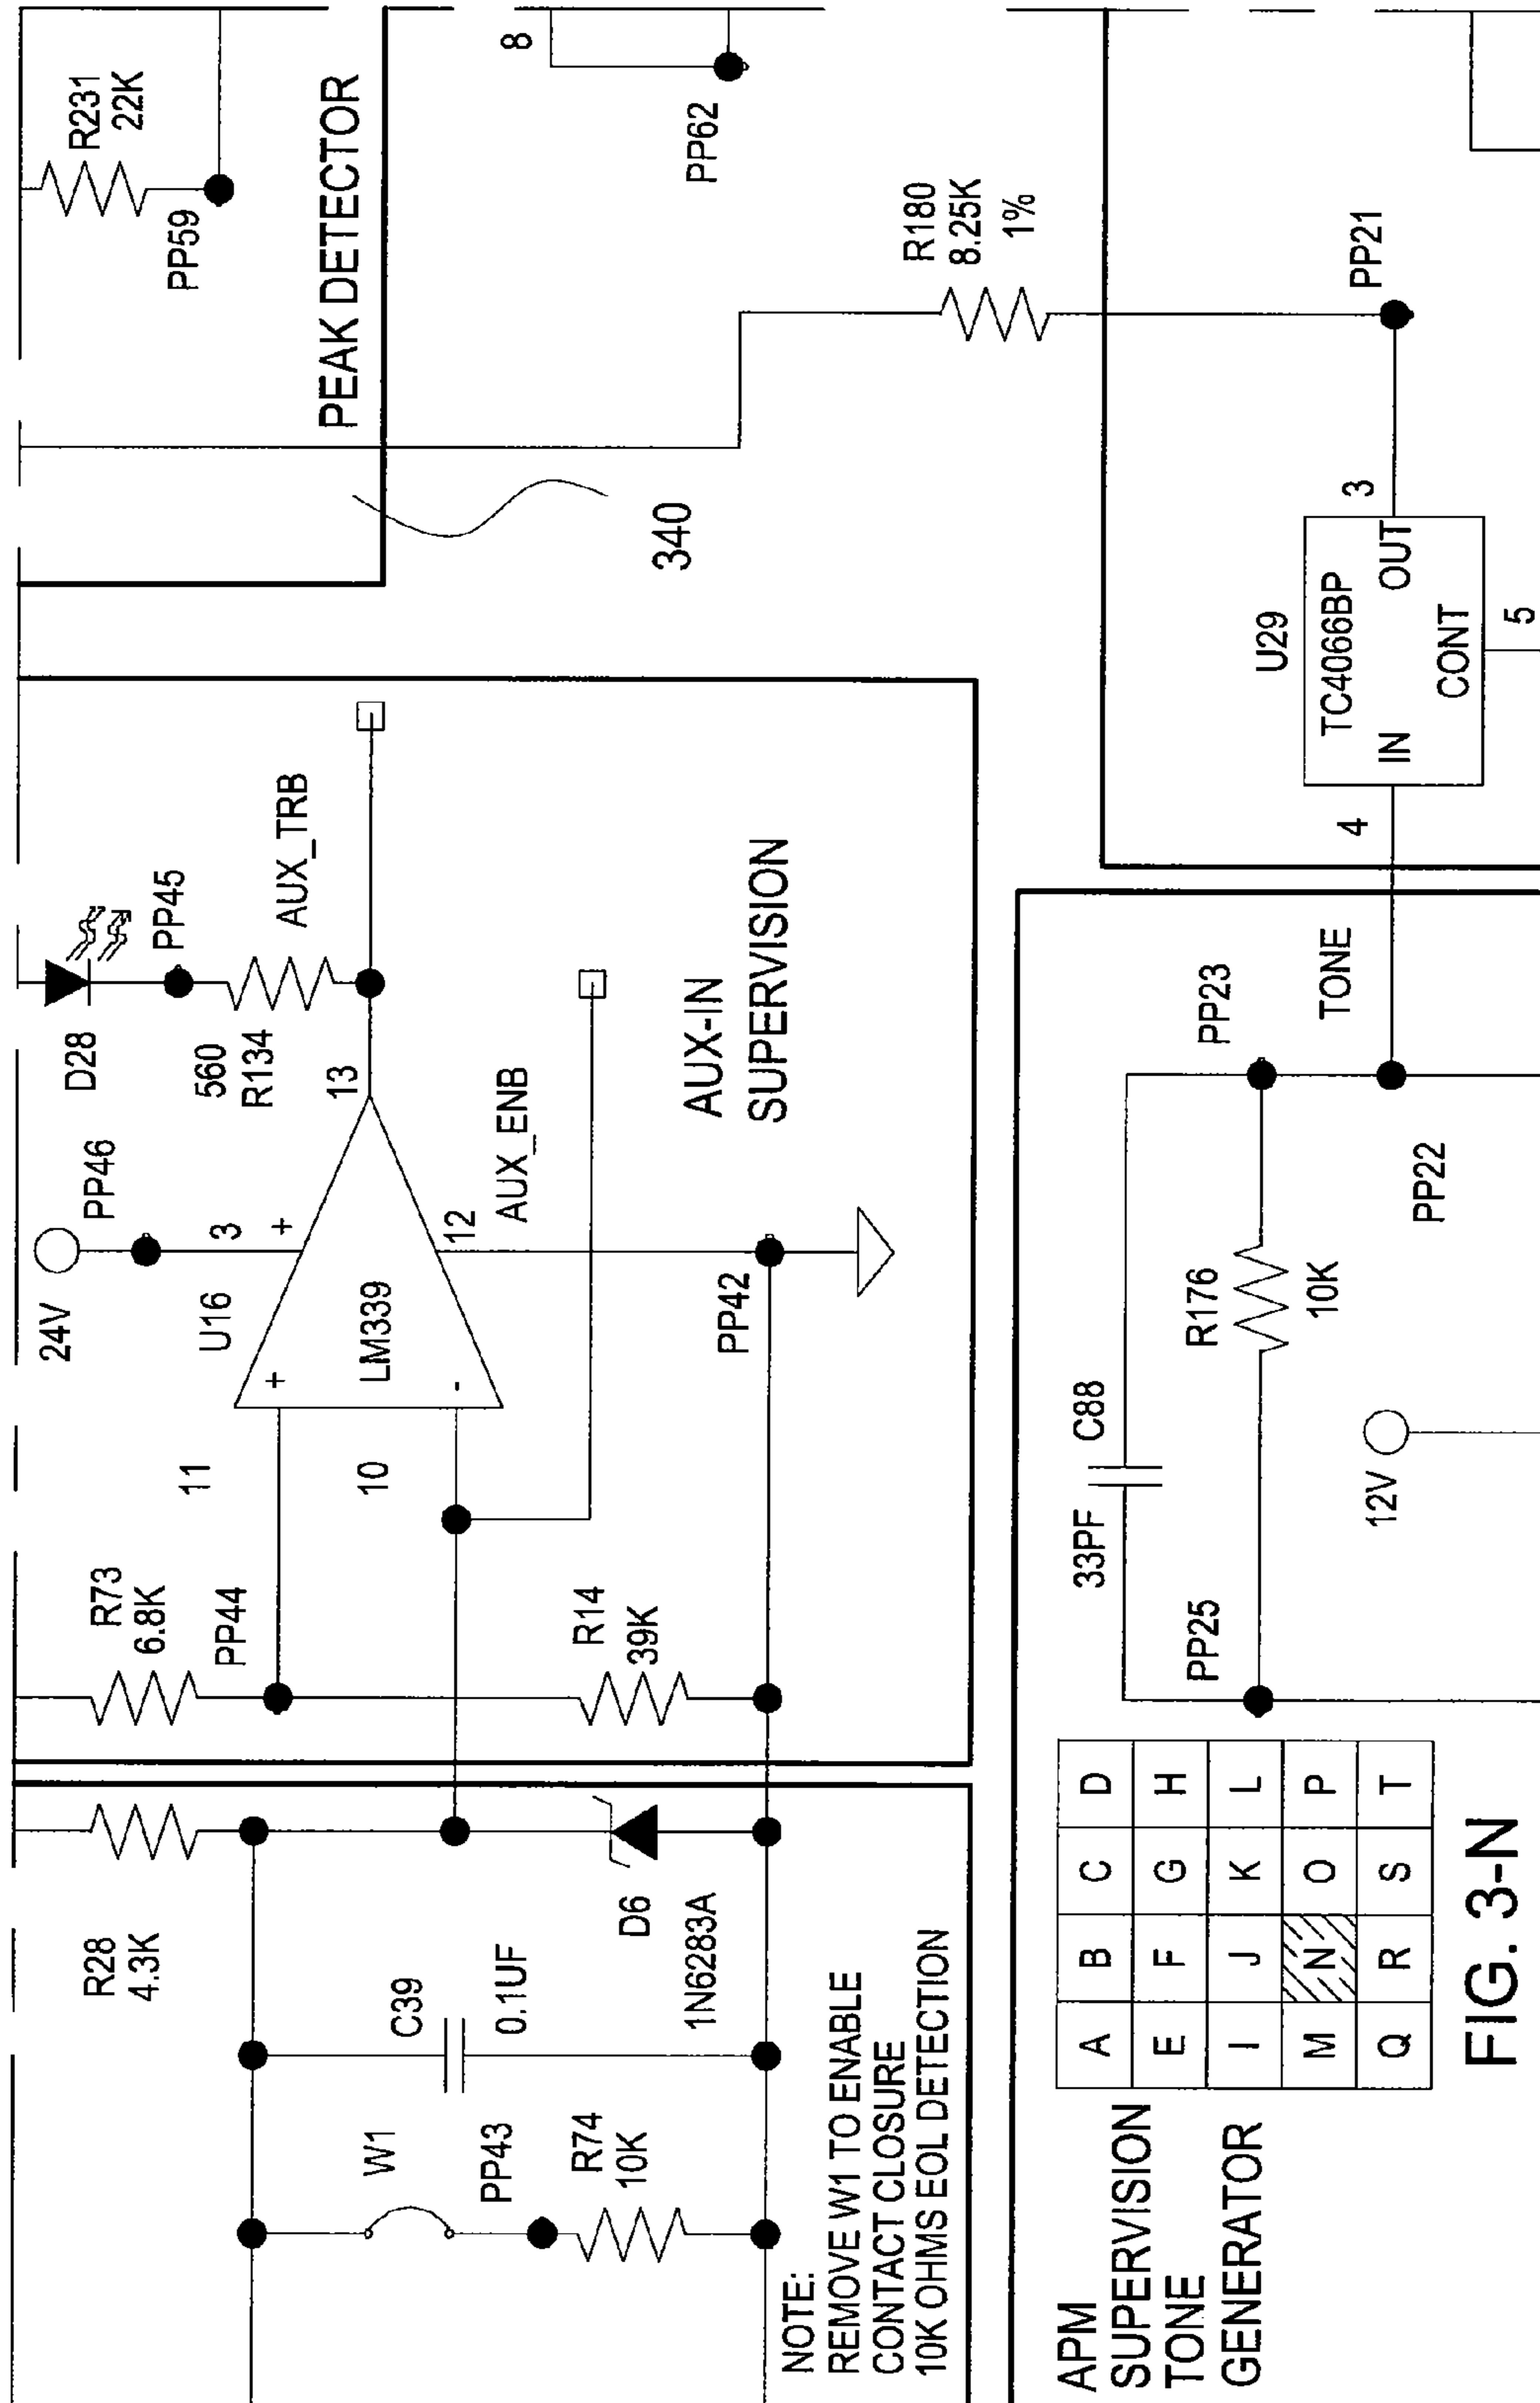 R28
4.3K
R73
6.8K
PP44
11
10
24V
PP46
3
+
U16
+
LM339
-
12
AUX_ENB
D28
PP45
560
R134
13
AUX_TRB
R231
22K
PP59
PEAK DETECTOR
340
8
PP62
W1
PP43
R74
10K
C39
0.1UF
D6
1N6283A
R14
39K
PP42
AUX-IN
SUPERVISION
R180
8.25K
1%
NOTE:
REMOVE W1 TO ENABLE
CONTACT CLOSURE
10K OHMS EOL DETECTION
APM
SUPERVISION
TONE
GENERATOR
A B C D
E F G H
I J K L
M N O P
Q R S T
FIG. 3-N
33PF
C88
PP25
R176
10K
PP23
12V
PP22
TONE
4
U29
TC4066BP
IN
OUT
CONT
3
5
PP21